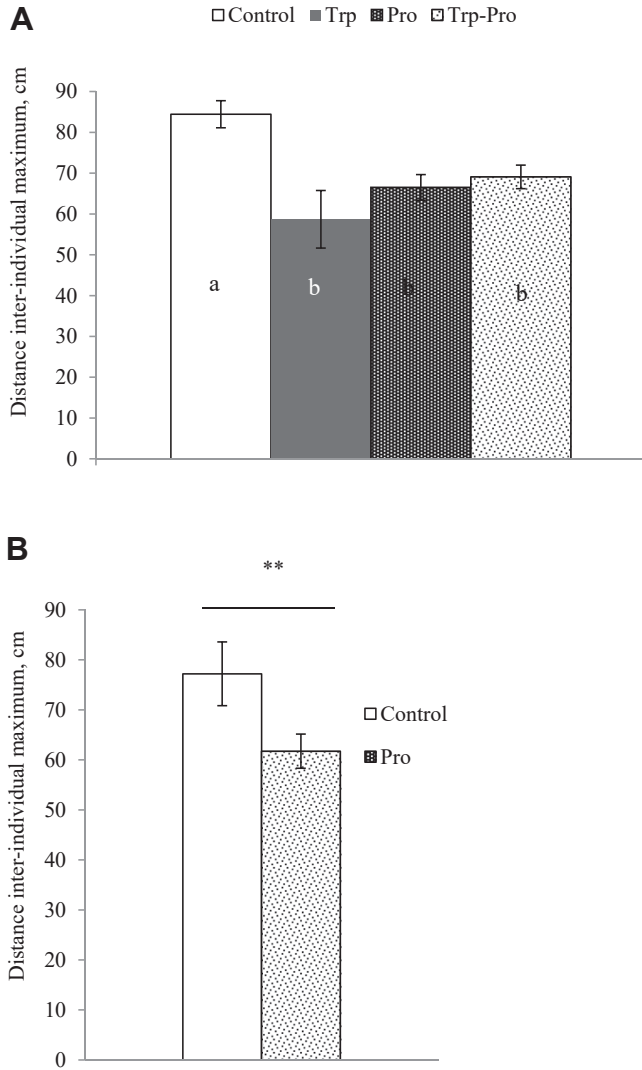 A
Control Trp Pro Trp-Pro
Distance inter-individual maximum, cm
90
80
70
60
50
40
30
20
10
0
a
b
b
b
B
**
Distance inter-individual maximum, cm
90
80
70
60
50
40
30
20
10
0
Control
Pro